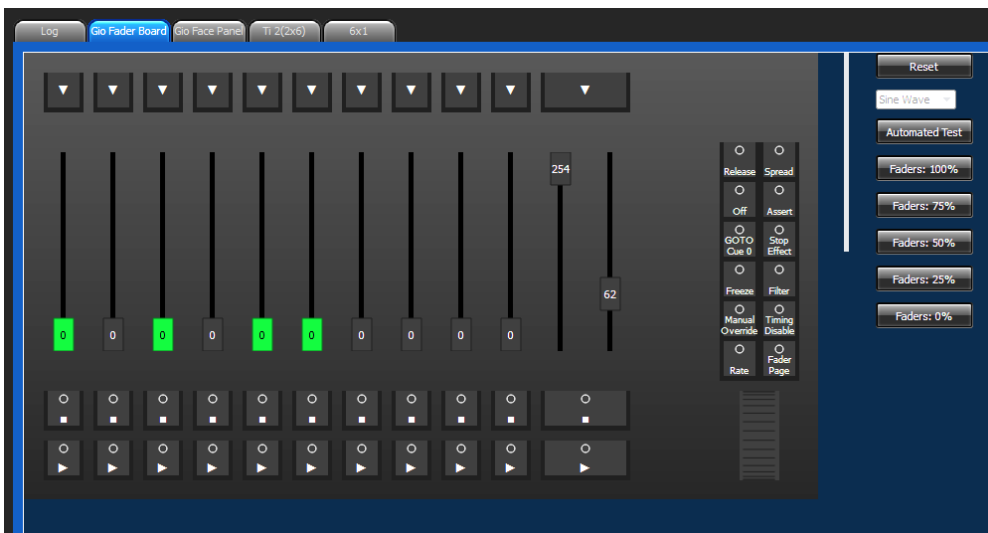 Log
Gio Fader Board
Gio Face Panel
Ti 2(2x6)
6x1
Reset
Sine Wave
Automated Test
Faders: 100%
Faders: 75%
Faders: 50%
Faders: 25%
Faders: 0%
254
62
0 0 0 0 0 0 0 0 0 0
Release Spread
Off Assert
GOTO Stop
Cue 0 Effect
Freeze Filter
Manual Timing
Override Disable
Fader
Rate Page